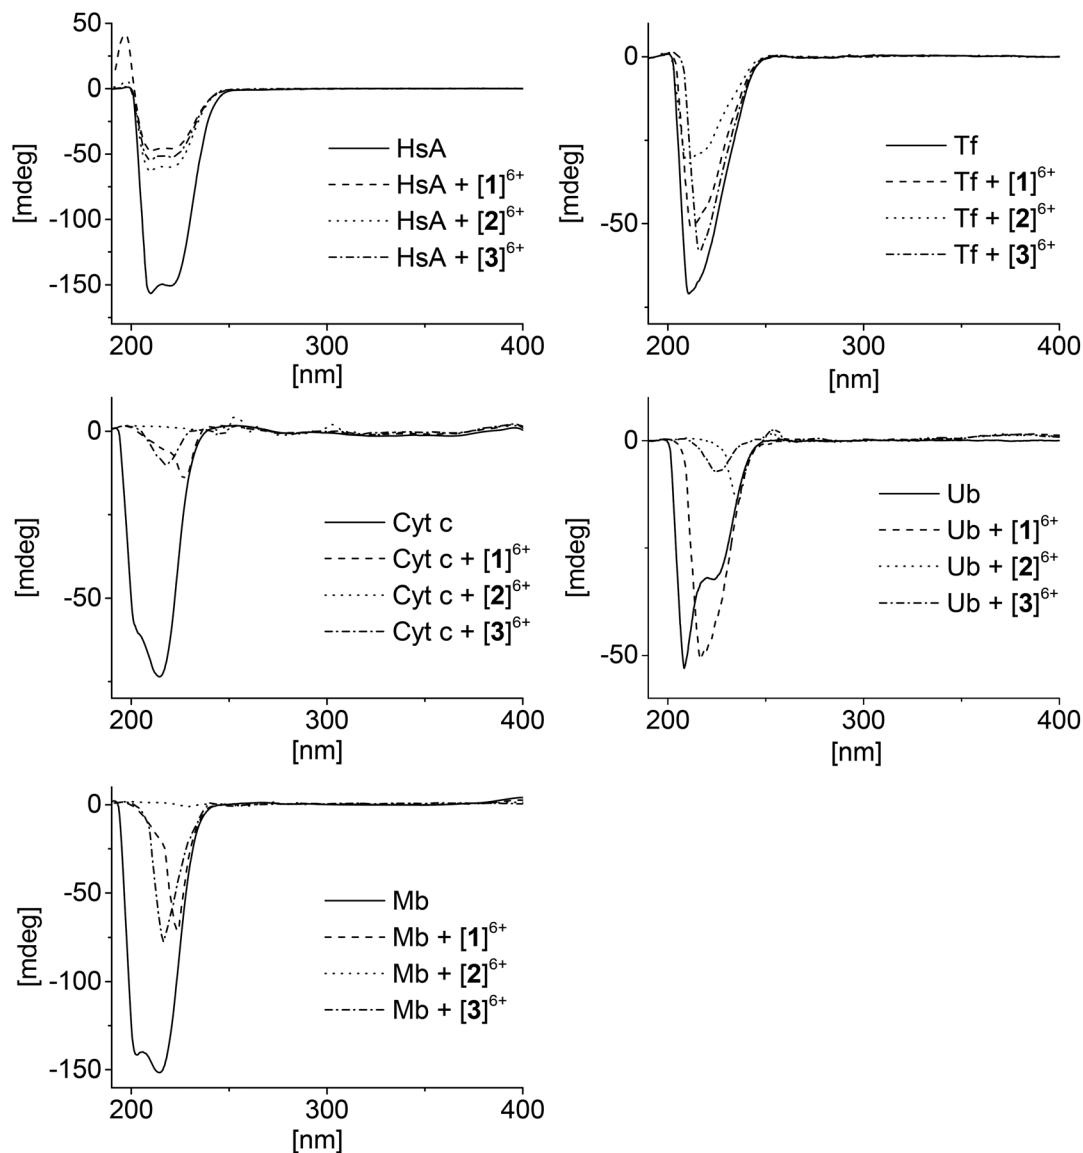 50
0
-50
-100
-150
[mdeg]
HsA
HsA + [1]⁶⁺
HsA + [2]⁶⁺
HsA + [3]⁶⁺
200
300
400
[nm]
0
-50
[mdeg]
Tf
Tf + [1]⁶⁺
Tf + [2]⁶⁺
Tf + [3]⁶⁺
200
300
400
[nm]
0
-50
[mdeg]
Cyt c
Cyt c + [1]⁶⁺
Cyt c + [2]⁶⁺
Cyt c + [3]⁶⁺
200
300
400
[nm]
0
-50
[mdeg]
Ub
Ub + [1]⁶⁺
Ub + [2]⁶⁺
Ub + [3]⁶⁺
200
300
400
[nm]
0
-50
-100
-150
[mdeg]
Mb
Mb + [1]⁶⁺
Mb + [2]⁶⁺
Mb + [3]⁶⁺
200
300
400
[nm]